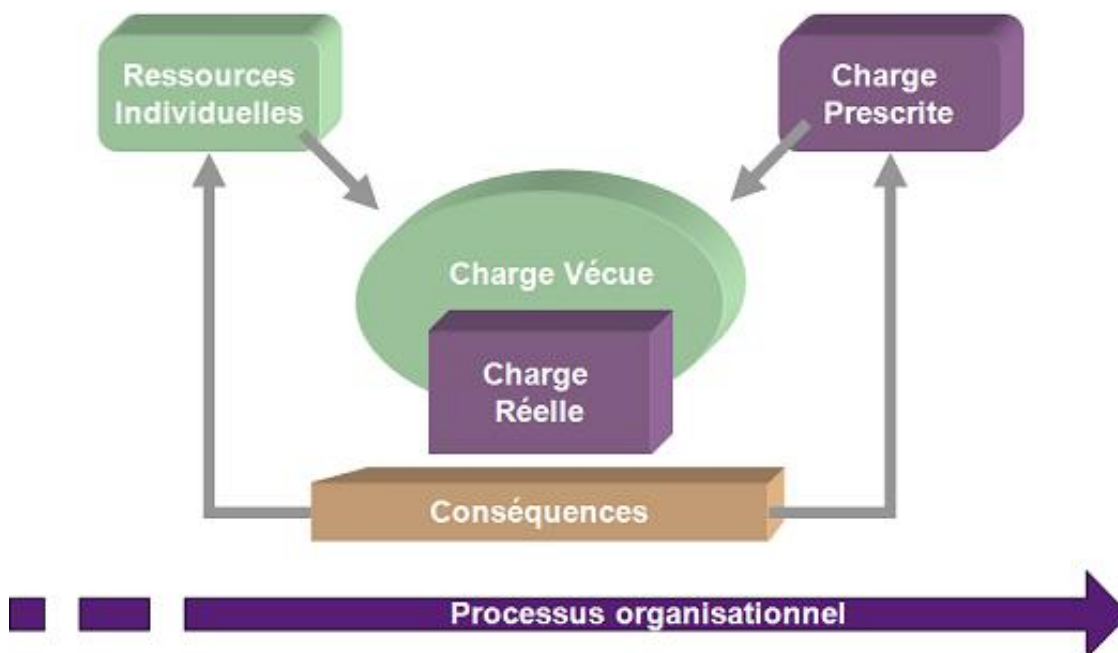 Ressources
Individuelles
Charge
Prescrite
Charge Vécue
Charge
Réelle
Conséquences
Processus organisationnel